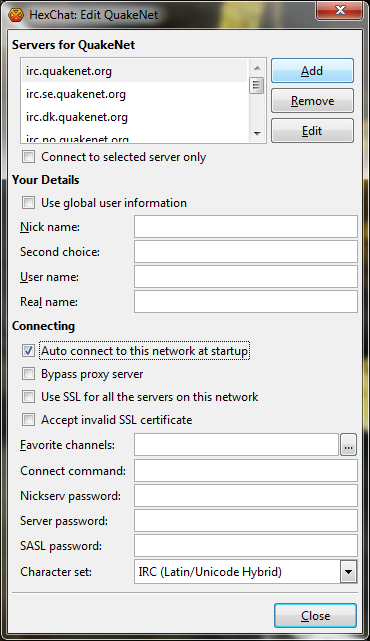 HexChat: Edit QuakeNet
Servers for QuakeNet
irc.quakenet.org
irc.se.quakenet.org
irc.dk.quakenet.org
irc.no.quakenet.org
Add
Remove
Edit
Connect to selected server only
Your Details
Use global user information
Nick name:
Second choice:
User name:
Real name:
Connecting
Auto connect to this network at startup
Bypass proxy server
Use SSL for all the servers on this network
Accept invalid SSL certificate
Favorite channels:
...
Connect command:
Nickserv password:
Server password:
SASL password:
Character set:
IRC (Latin/Unicode Hybrid)
Close